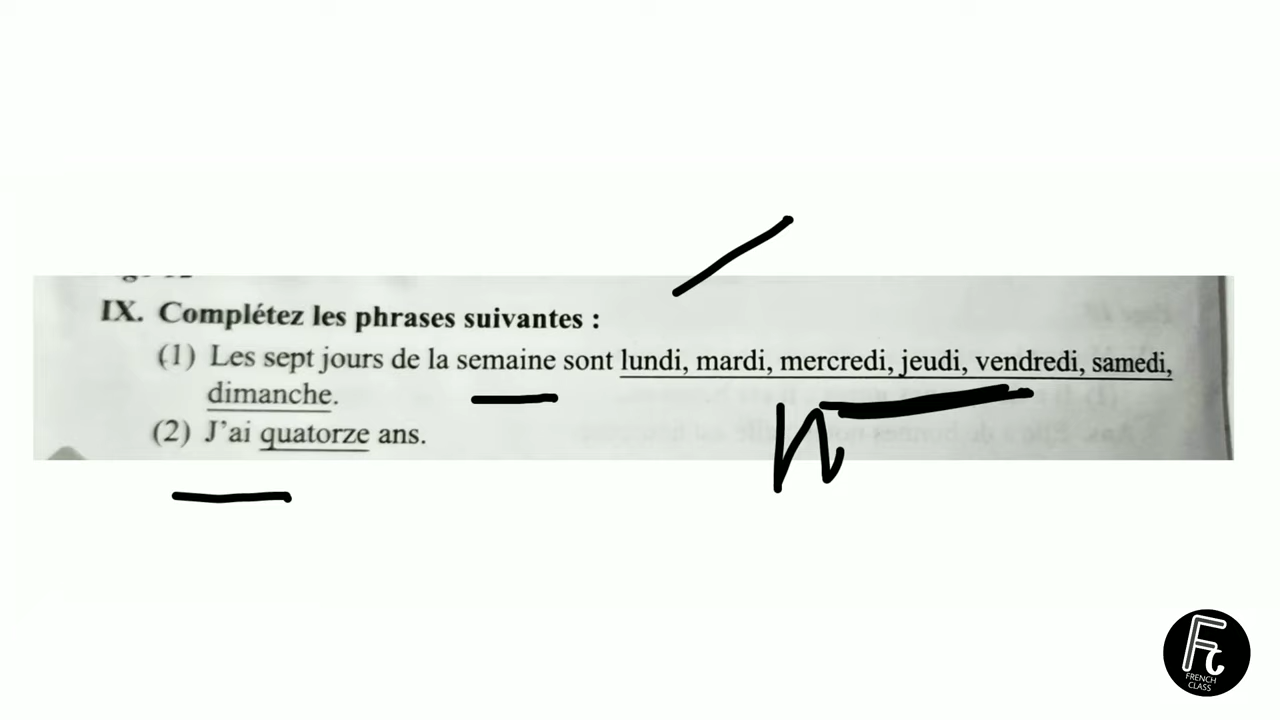 IX. Complétez les phrases suivantes :
(1) Les sept jours de la semaine sont lundi, mardi, mercredi, jeudi, vendredi, samedi,
dimanche.
(2) J'ai quatorze ans.
n
FRENCH
CLASS